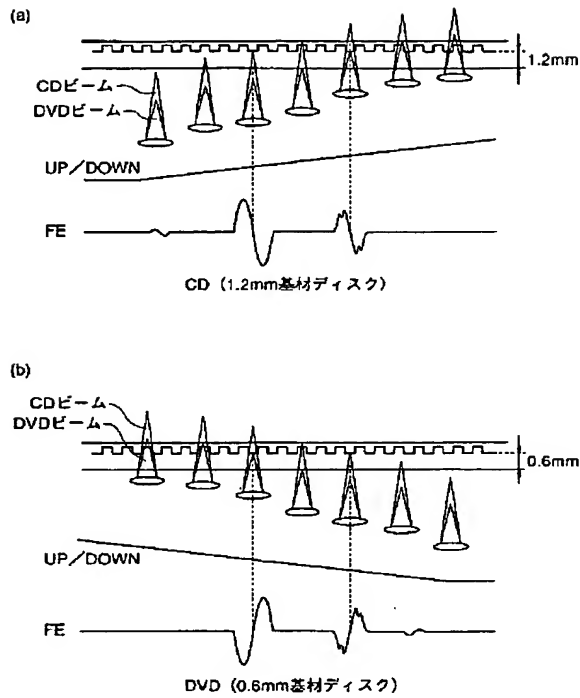 (a)
1.2mm
CDビーム
DVDビーム
UP/DOWN
FE
CD (1.2mm基材ディスク)
(b)
CDビーム
DVDビーム
0.6mm
UP/DOWN
FE
DVD (0.6mm基材ディスク)